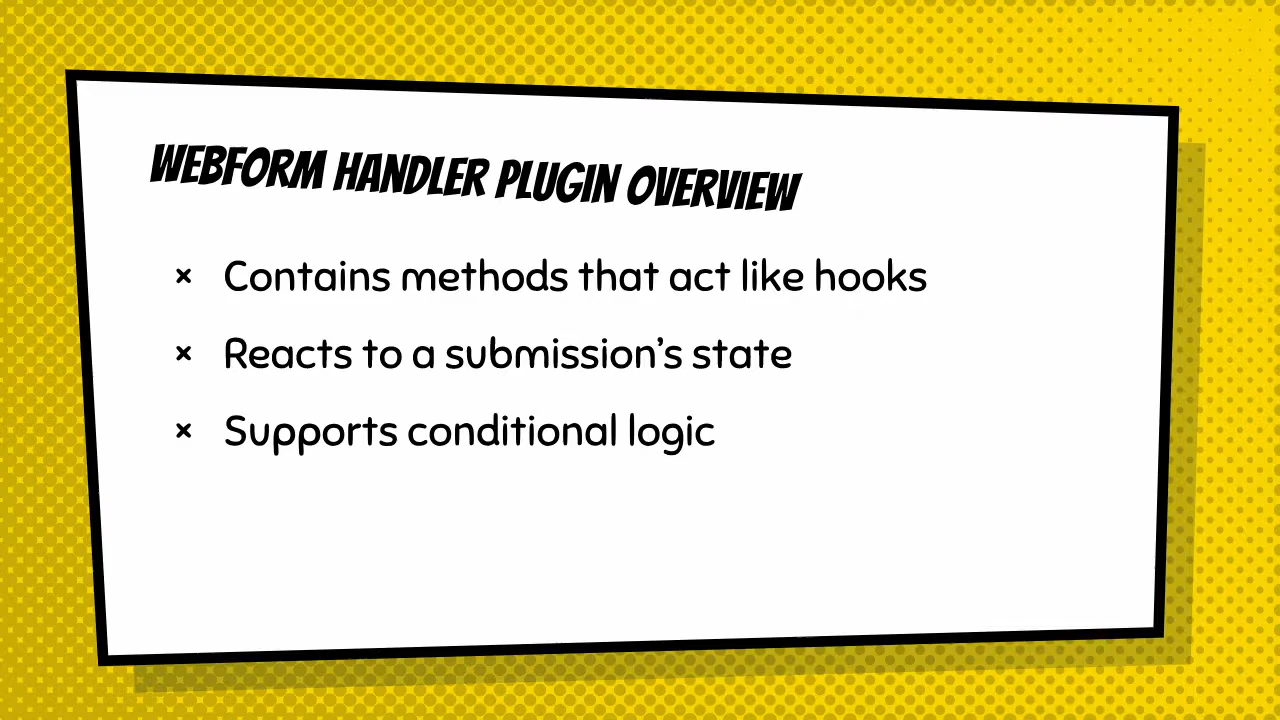 WEBFORM HANDLER PLUGIN OVERVIEW
× Contains methods that act like hooks
× Reacts to a submission’s state
× Supports conditional logic